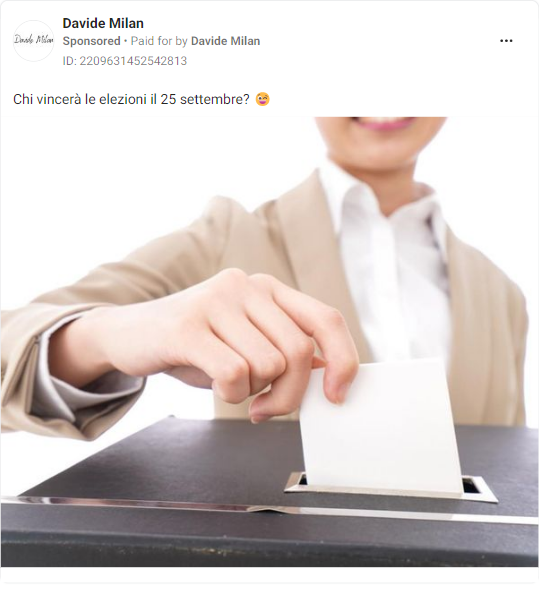 Davide Milan
Davide Milan
Sponsored • Paid for by Davide Milan
ID: 2209631452542813
Chi vincerà le elezioni il 25 settembre? 😅